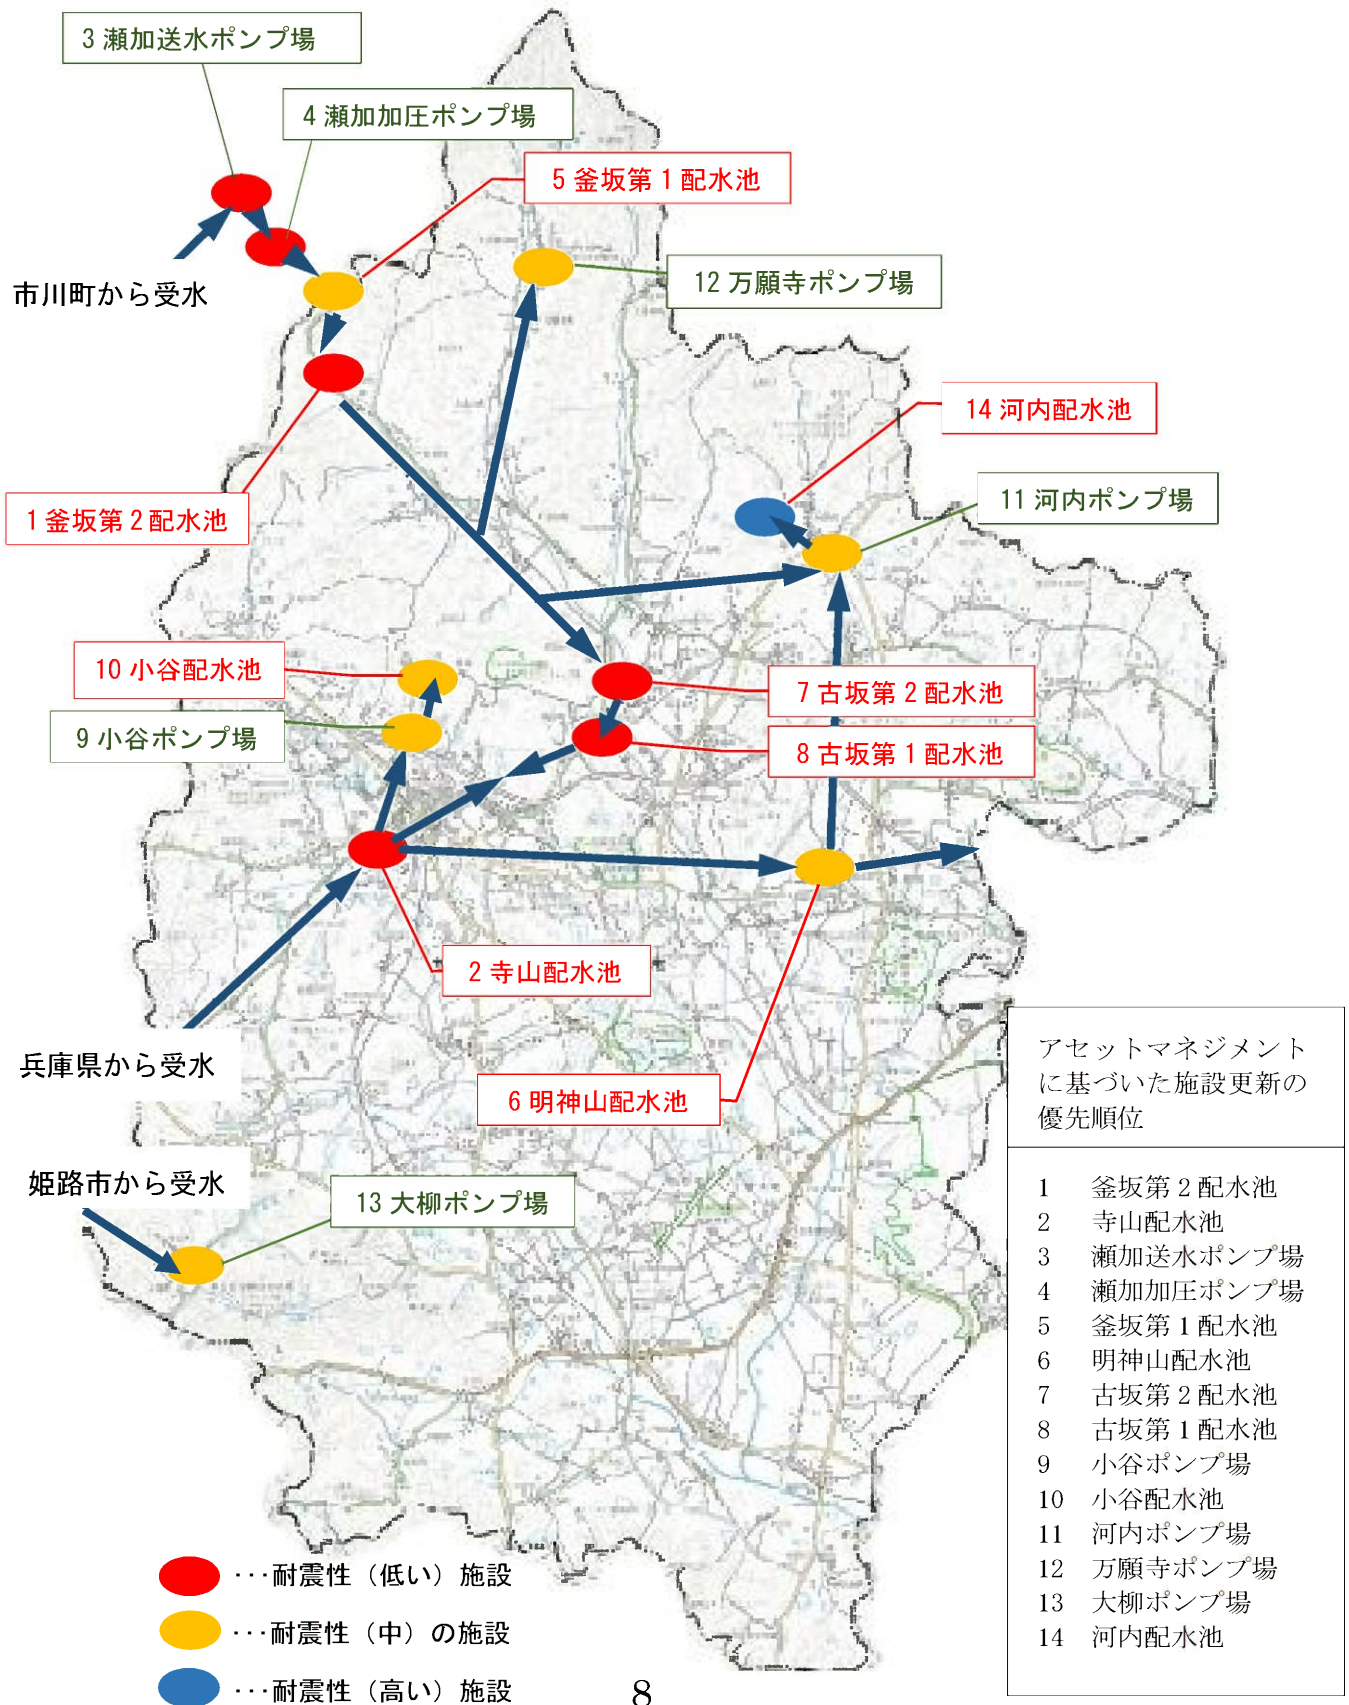 3 瀬加送水ポンプ場
4 瀬加加圧ポンプ場
5 釜坂第1配水池
12 万願寺ポンプ場
市川町から受水
14 河内配水池
11 河内ポンプ場
1 釜坂第2配水池
10 小谷配水池
7 古坂第2配水池
9 小谷ポンプ場
8 古坂第1配水池
2 寺山配水池
兵庫県から受水
6 明神山配水池
姫路市から受水
13 大柳ポンプ場
アセットマネジメント
に基づいた施設更新の
優先順位
1 釜坂第2配水池
2 寺山配水池
3 瀬加送水ポンプ場
4 瀬加加圧ポンプ場
5 釜坂第1配水池
6 明神山配水池
7 古坂第2配水池
8 古坂第1配水池
9 小谷ポンプ場
10 小谷配水池
11 河内ポンプ場
12 万願寺ポンプ場
13 大柳ポンプ場
14 河内配水池
…耐震性（低い）施設
…耐震性（中）の施設
…耐震性（高い）施設
8